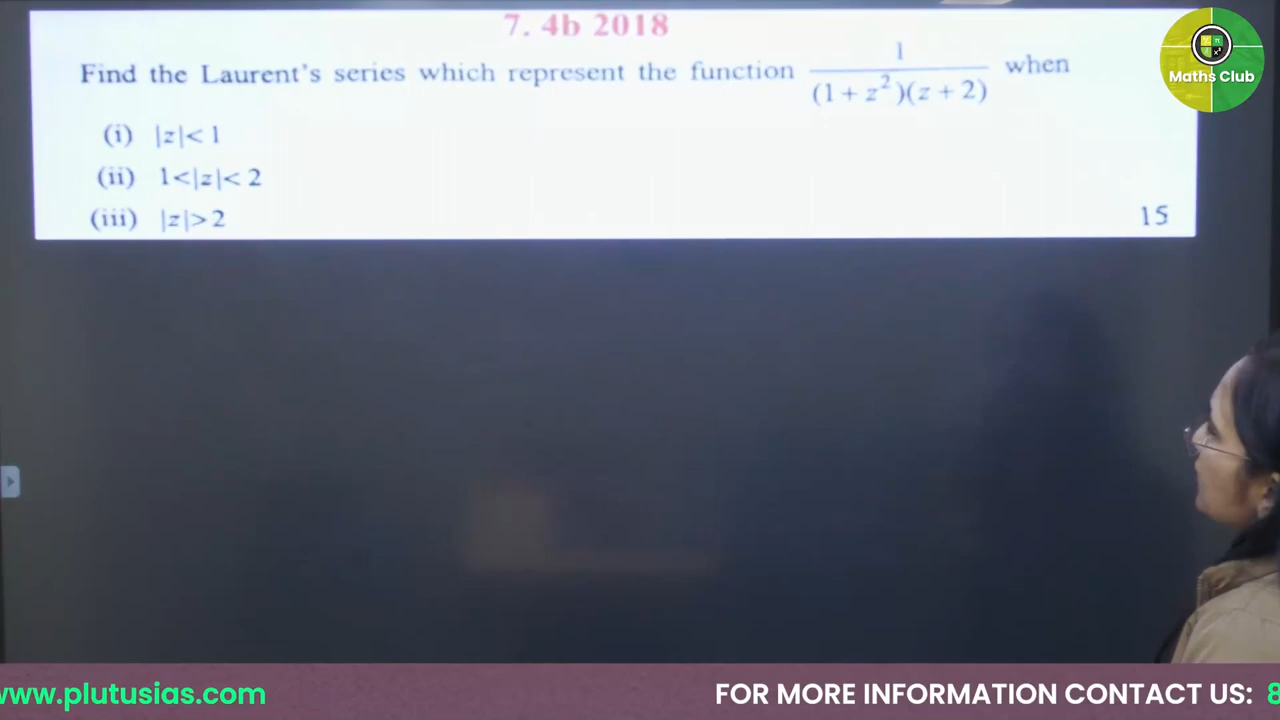 7. 4b 2018
Find the Laurent's series which represent the function 1/((1 + z²)(z + 2)) when
(i) |z| < 1
(ii) 1 < |z| < 2
(iii) |z| > 2
15
Maths Club
www.plutusias.com
FOR MORE INFORMATION CONTACT US: 8